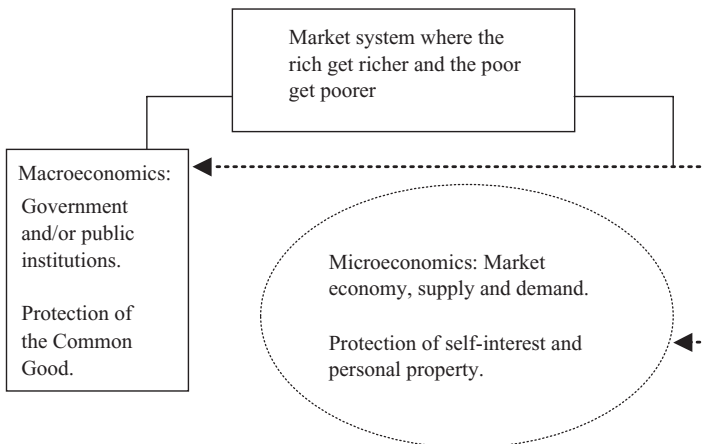 Market system where the
rich get richer and the poor
get poorer
Macroeconomics:
Government
and/or public
institutions.
Protection of
the Common
Good.
Microeconomics: Market
economy, supply and demand.
Protection of self-interest and
personal property.